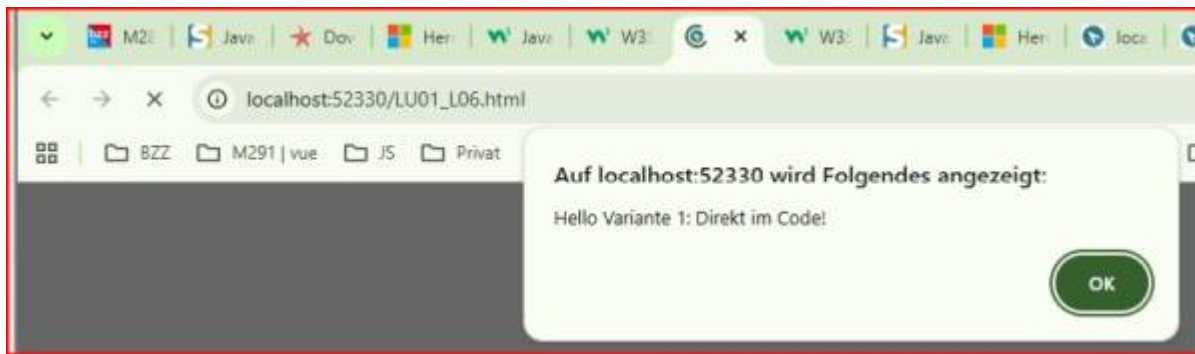 M28 Java Dov Her Java W3 W3 Java Her loca
localhost:52330/LU01_L06.html
BZZ M291 | vue JS Privat
Auf localhost:52330 wird Folgendes angezeigt:
Hello Variante 1: Direkt im Code!
OK